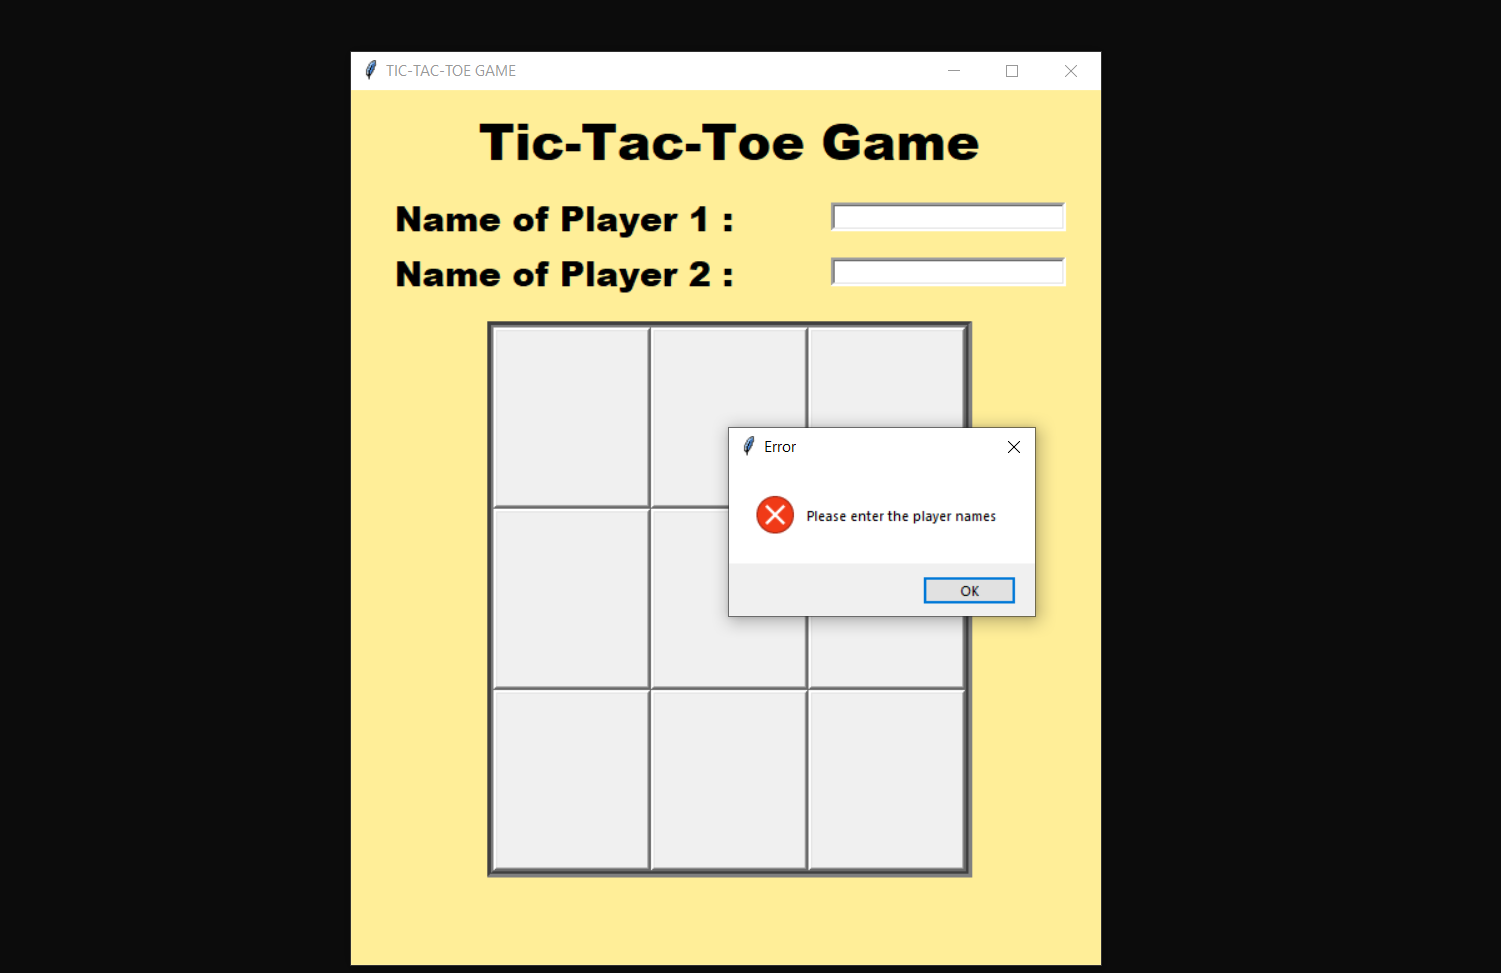 TIC-TAC-TOE GAME
Tic-Tac-Toe Game
Name of Player 1 :
Name of Player 2 :
Error
Please enter the player names
OK